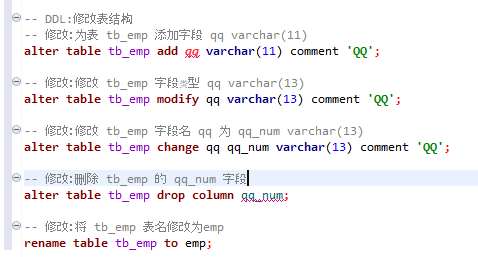 -- DDL:修改表结构
-- 修改:为表 tb_emp 添加字段 qq varchar(11)
alter table tb_emp add qq varchar(11) comment 'QQ';
-- 修改:修改 tb_emp 字段类型 qq varchar(13)
alter table tb_emp modify qq varchar(13) comment 'QQ';
-- 修改:修改 tb_emp 字段名 qq 为 qq_num varchar(13)
alter table tb_emp change qq qq_num varchar(13) comment 'QQ';
-- 修改:删除 tb_emp 的 qq_num 字段
alter table tb_emp drop column qq_num;
-- 修改:将 tb_emp 表名修改为emp
rename table tb_emp to emp;